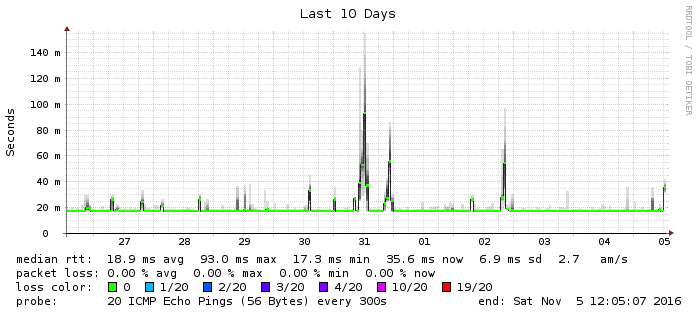 Last 10 Days
RRDTOOL / TOBI OETIKER
Seconds
140 m
120 m
100 m
80 m
60 m
40 m
20 m
0
27 28 29 30 31 01 02 03 04 05
median rtt: 18.9 ms avg 93.0 ms max 17.3 ms min 35.6 ms now 6.9 ms sd 2.7 am/s
packet loss: 0.00 % avg 0.00 % max 0.00 % min 0.00 % now
loss color: 0 1/20 2/20 3/20 4/20 10/20 19/20
probe: 20 ICMP Echo Pings (56 Bytes) every 300s end: Sat Nov 5 12:05:07 2016